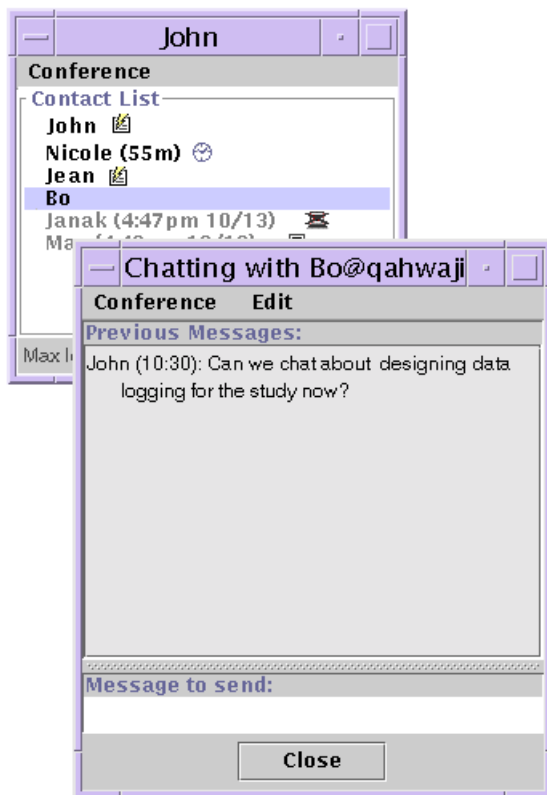 John
Conference
Contact List
John
Nicole (55m)
Jean
Bo
Janak (4:47pm 10/13)
Chatting with Bo@qahwaji
Conference Edit
Previous Messages:
Max
John (10:30): Can we chat about designing data
logging for the study now?
Message to send:
Close